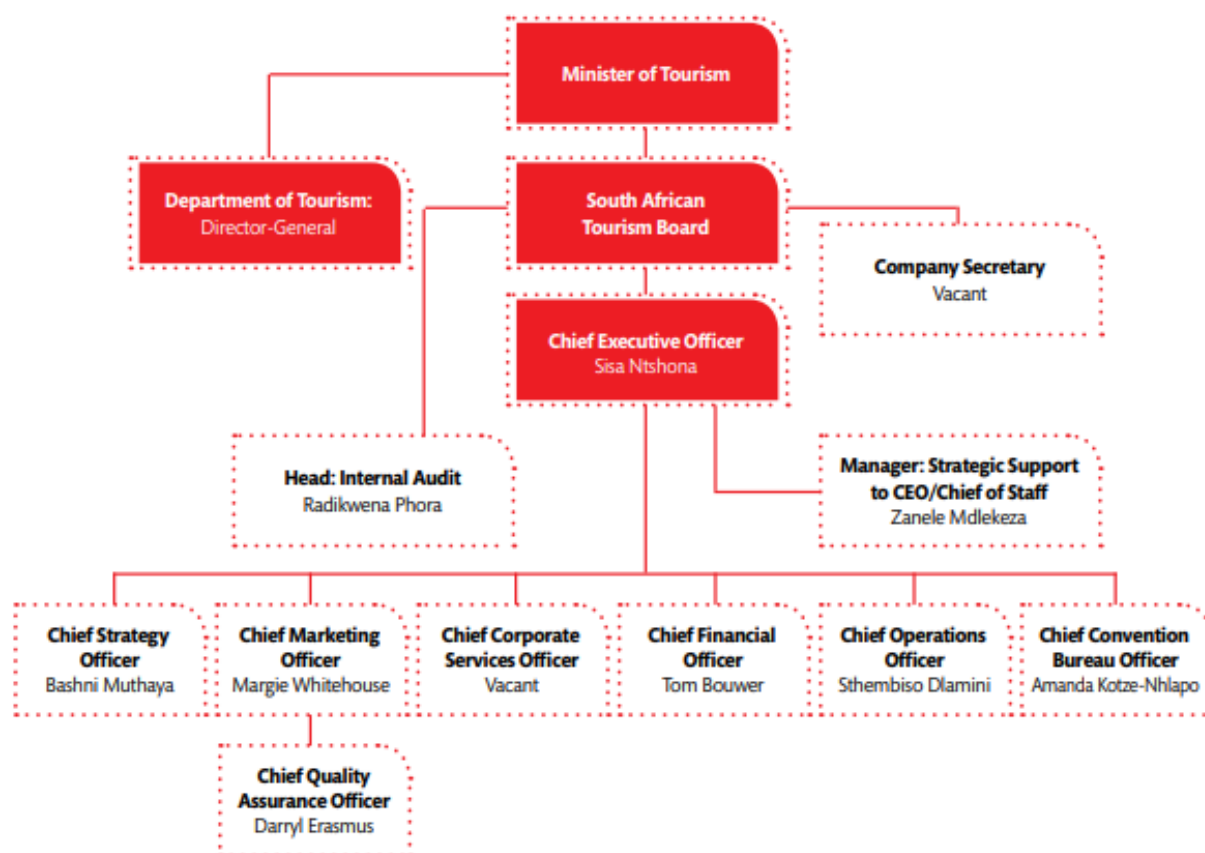 Minister of Tourism
Department of Tourism:
Director-General
South African
Tourism Board
Company Secretary
Vacant
Chief Executive Officer
Sisa Ntshona
Head: Internal Audit
Radikwena Phora
Manager: Strategic Support
to CEO/Chief of Staff
Zanele Mdlekeza
Chief Strategy
Officer
Bashni Muthaya
Chief Marketing
Officer
Margie Whitehouse
Chief Corporate
Services Officer
Vacant
Chief Financial
Officer
Tom Bouwer
Chief Operations
Officer
Sthembiso Dlamini
Chief Convention
Bureau Officer
Amanda Kotze-Nhlapo
Chief Quality
Assurance Officer
Darryl Erasmus